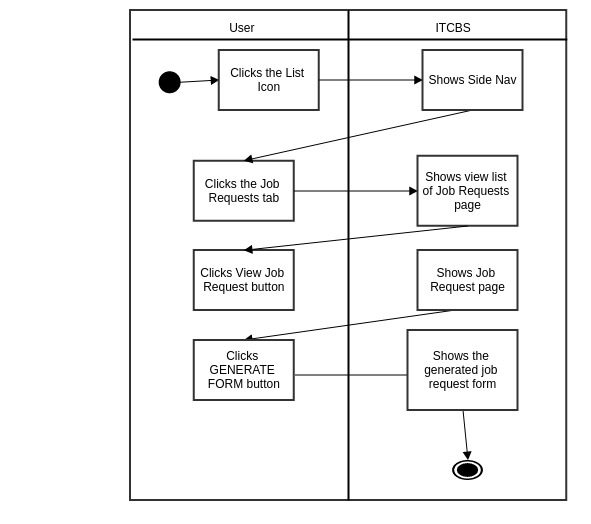 User
ITCBS
Clicks the List
Icon
Shows Side Nav
Clicks the Job
Requests tab
Shows view list
of Job Requests
page
Clicks View Job
Request button
Shows Job
Request page
Clicks
GENERATE
FORM button
Shows the
generated job
request form